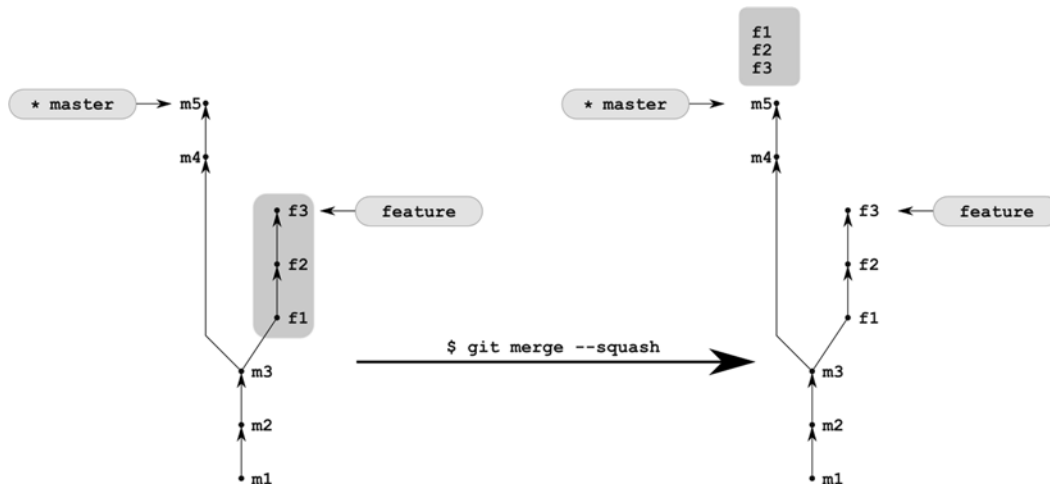 f1
f2
f3
* master
m5
* master
m5
m4
m4
f3
feature
f3
feature
f2
f2
f1
f1
$ git merge --squash
m3
m3
m2
m2
m1
m1